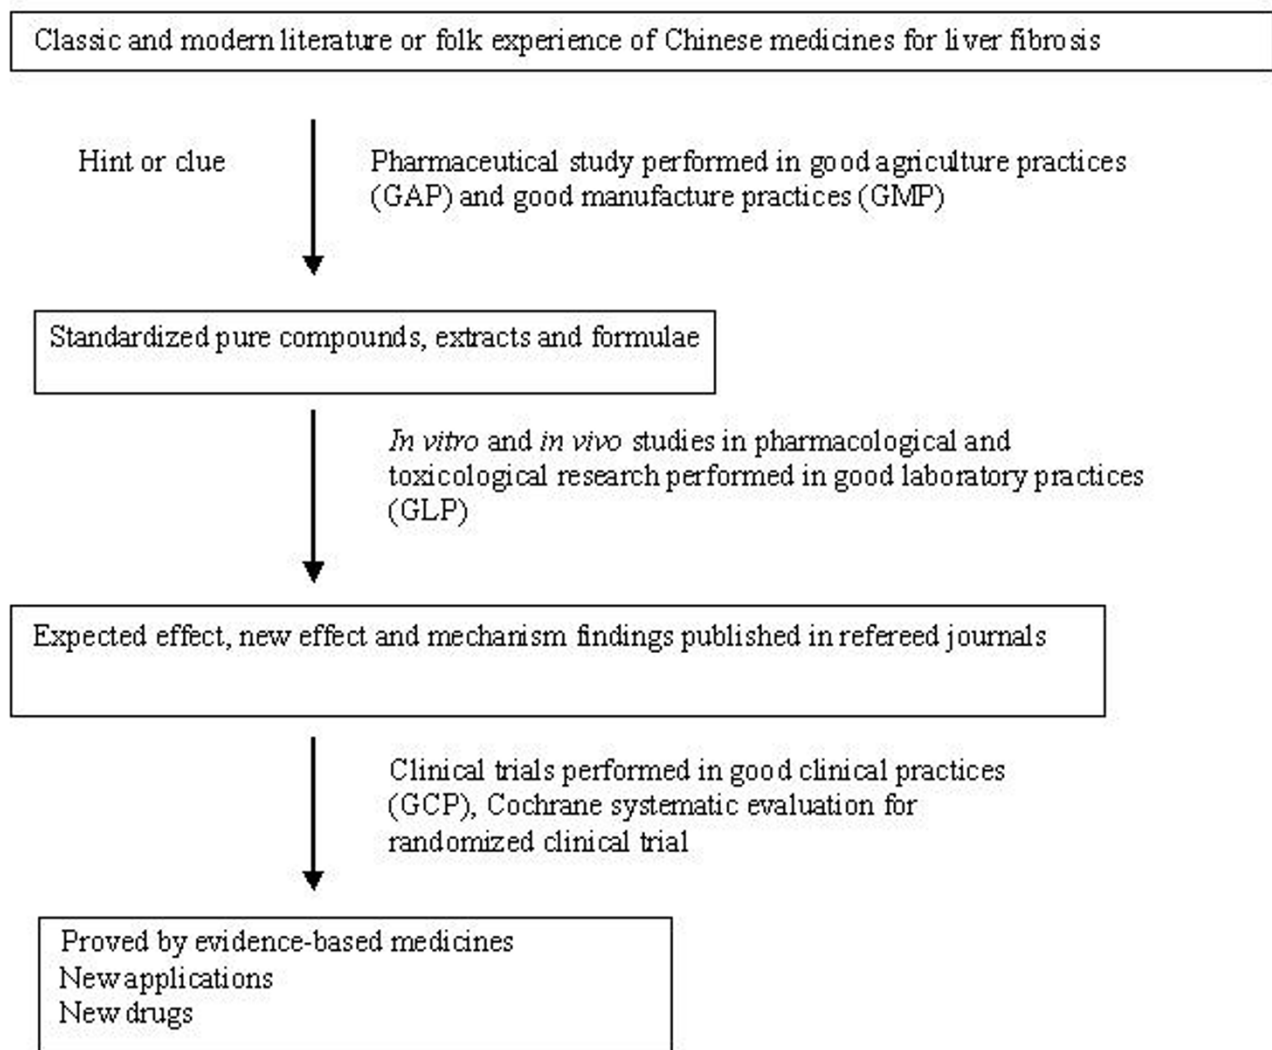 Classic and modern literature or folk experience of Chinese medicines for liver fibrosis
Hint or clue
Pharmaceutical study performed in good agriculture practices
(GAP) and good manufacture practices (GMP)
Standardized pure compounds, extracts and formulae
In vitro and in vivo studies in pharmacological and
toxicological research performed in good laboratory practices
(GLP)
Expected effect, new effect and mechanism findings published in refereed journals
Clinical trials performed in good clinical practices
(GCP), Cochrane systematic evaluation for
randomized clinical trial
Proved by evidence-based medicines
New applications
New drugs